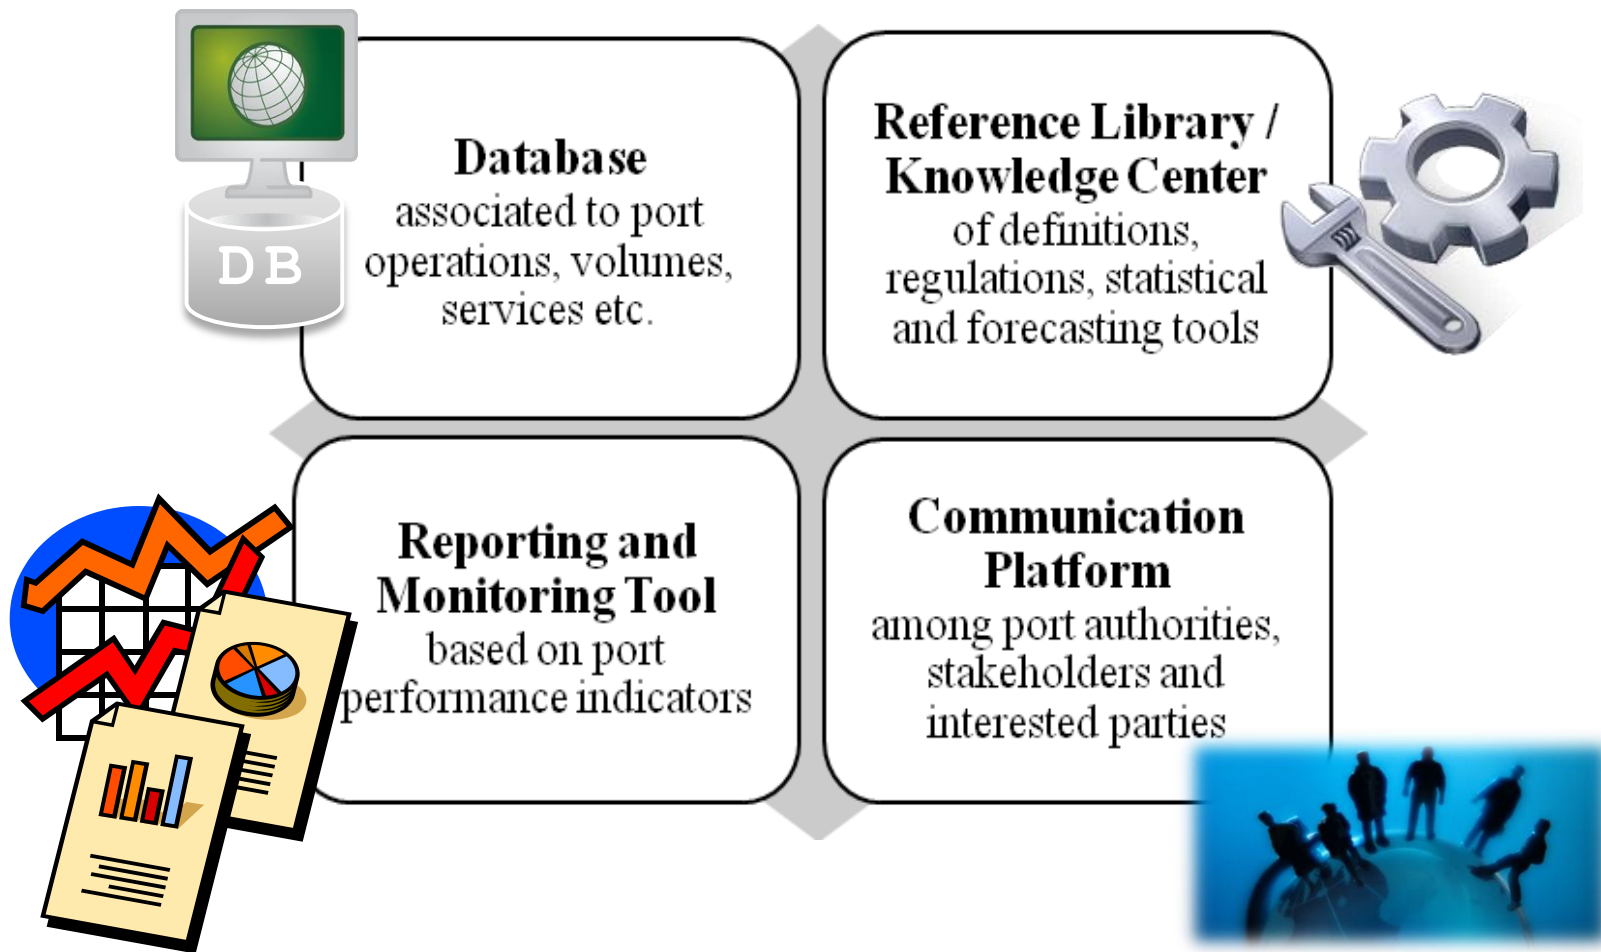 DB
Database
associated to port
operations, volumes,
services etc.
Reference Library /
Knowledge Center
of definitions,
regulations, statistical
and forecasting tools
Reporting and
Monitoring Tool
based on port
performance indicators
Communication
Platform
among port authorities,
stakeholders and
interested parties